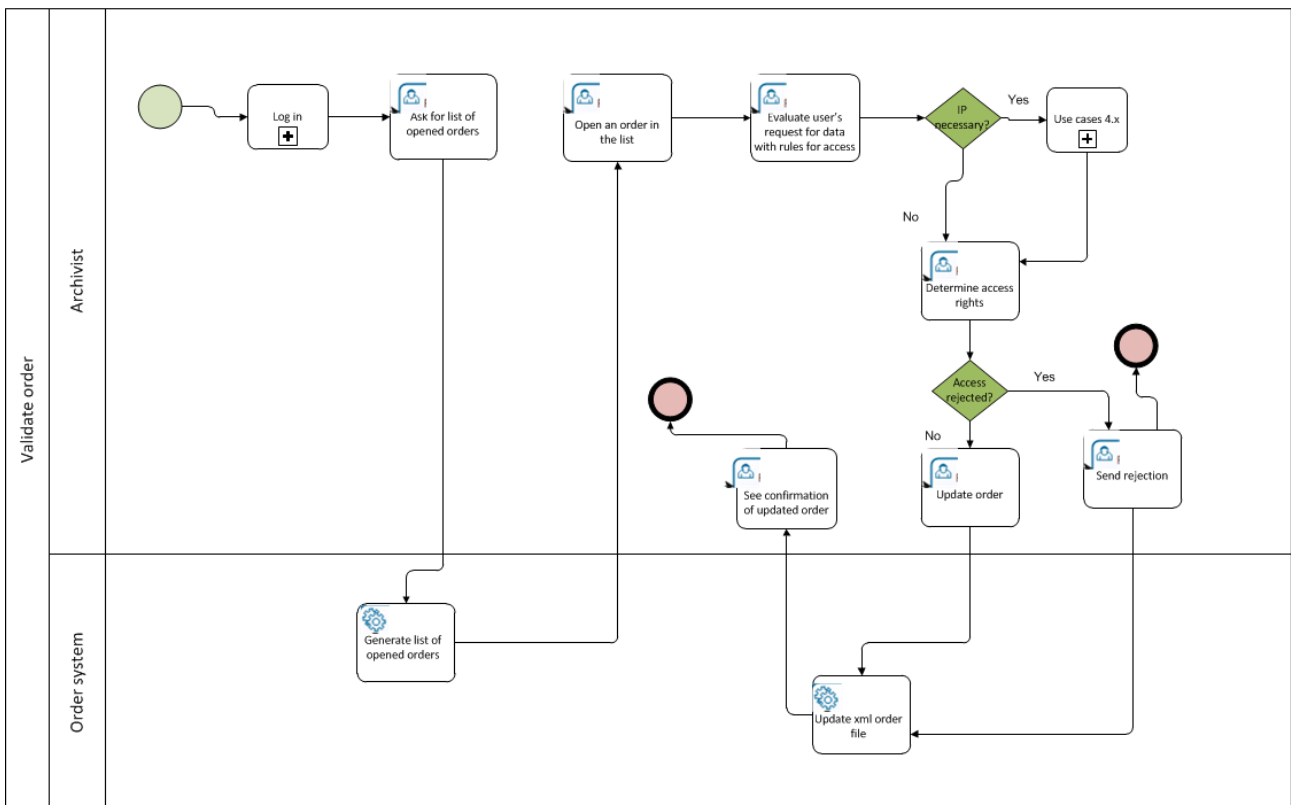 Validate order
Archivist
Order system
Log in
Ask for list of
opened orders
Open an order in
the list
Evaluate user's
request for data
with rules for access
IP
necessary?
Yes
Use cases 4.x
No
Determine access
rights
Access
rejected?
Yes
No
Send rejection
Update order
See confirmation
of updated order
Generate list of
opened orders
Update xml order
file